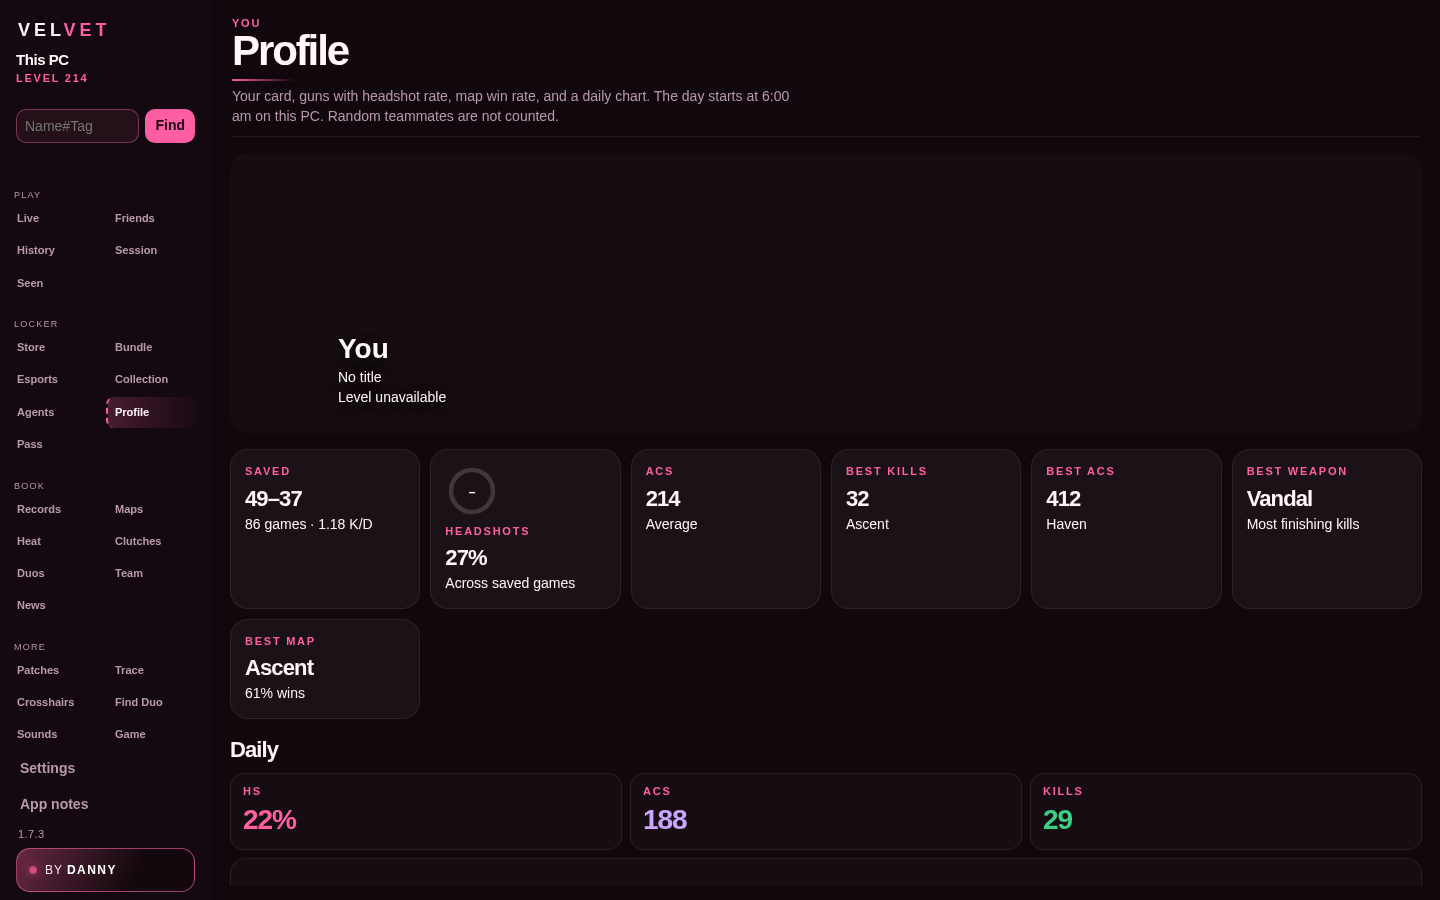 VELVET
This PC
LEVEL 214
Name#Tag
Find
PLAY
Live
Friends
History
Session
Seen
LOCKER
Store
Bundle
Esports
Collection
Agents
Profile
Pass
BOOK
Records
Maps
Heat
Clutches
Duos
Team
News
MORE
Patches
Trace
Crosshairs
Find Duo
Sounds
Game
Settings
App notes
1.7.3
BY DANNY
YOU
Profile
Your card, guns with headshot rate, map win rate, and a daily chart. The day starts at 6:00
am on this PC. Random teammates are not counted.
You
No title
Level unavailable
SAVED
49–37
86 games · 1.18 K/D
-
HEADSHOTS
27%
Across saved games
ACS
214
Average
BEST KILLS
32
Ascent
BEST ACS
412
Haven
BEST WEAPON
Vandal
Most finishing kills
BEST MAP
Ascent
61% wins
Daily
HS
22%
ACS
188
KILLS
29